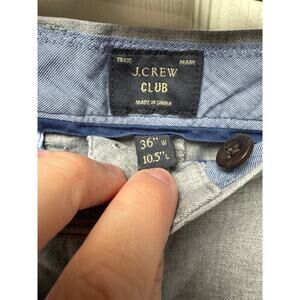 TRADE MARK
J.CREW
CLUB
MADE IN CHINA
36" W
10.5" L